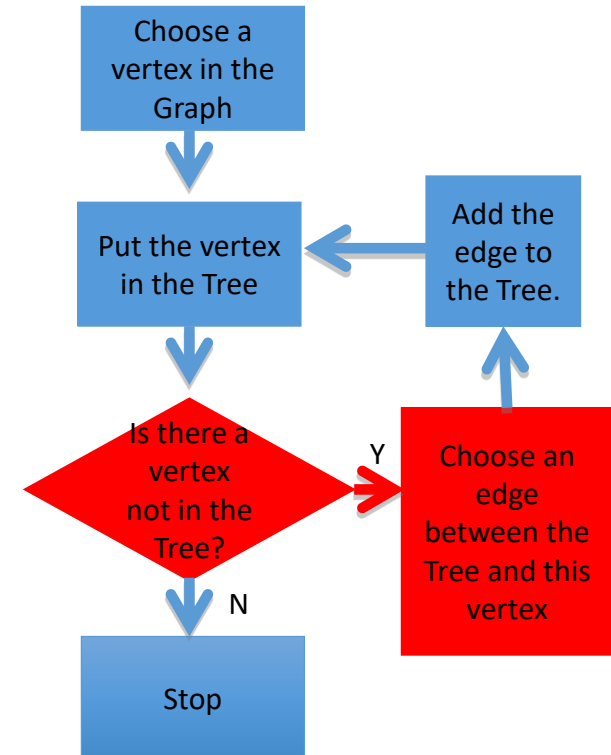 Choose a
vertex in the
Graph
Put the vertex
in the Tree
Add the
edge to
the Tree.
Is there a
vertex
not in the
Tree?
Y
Choose an
edge
between the
Tree and this
vertex
N
Stop